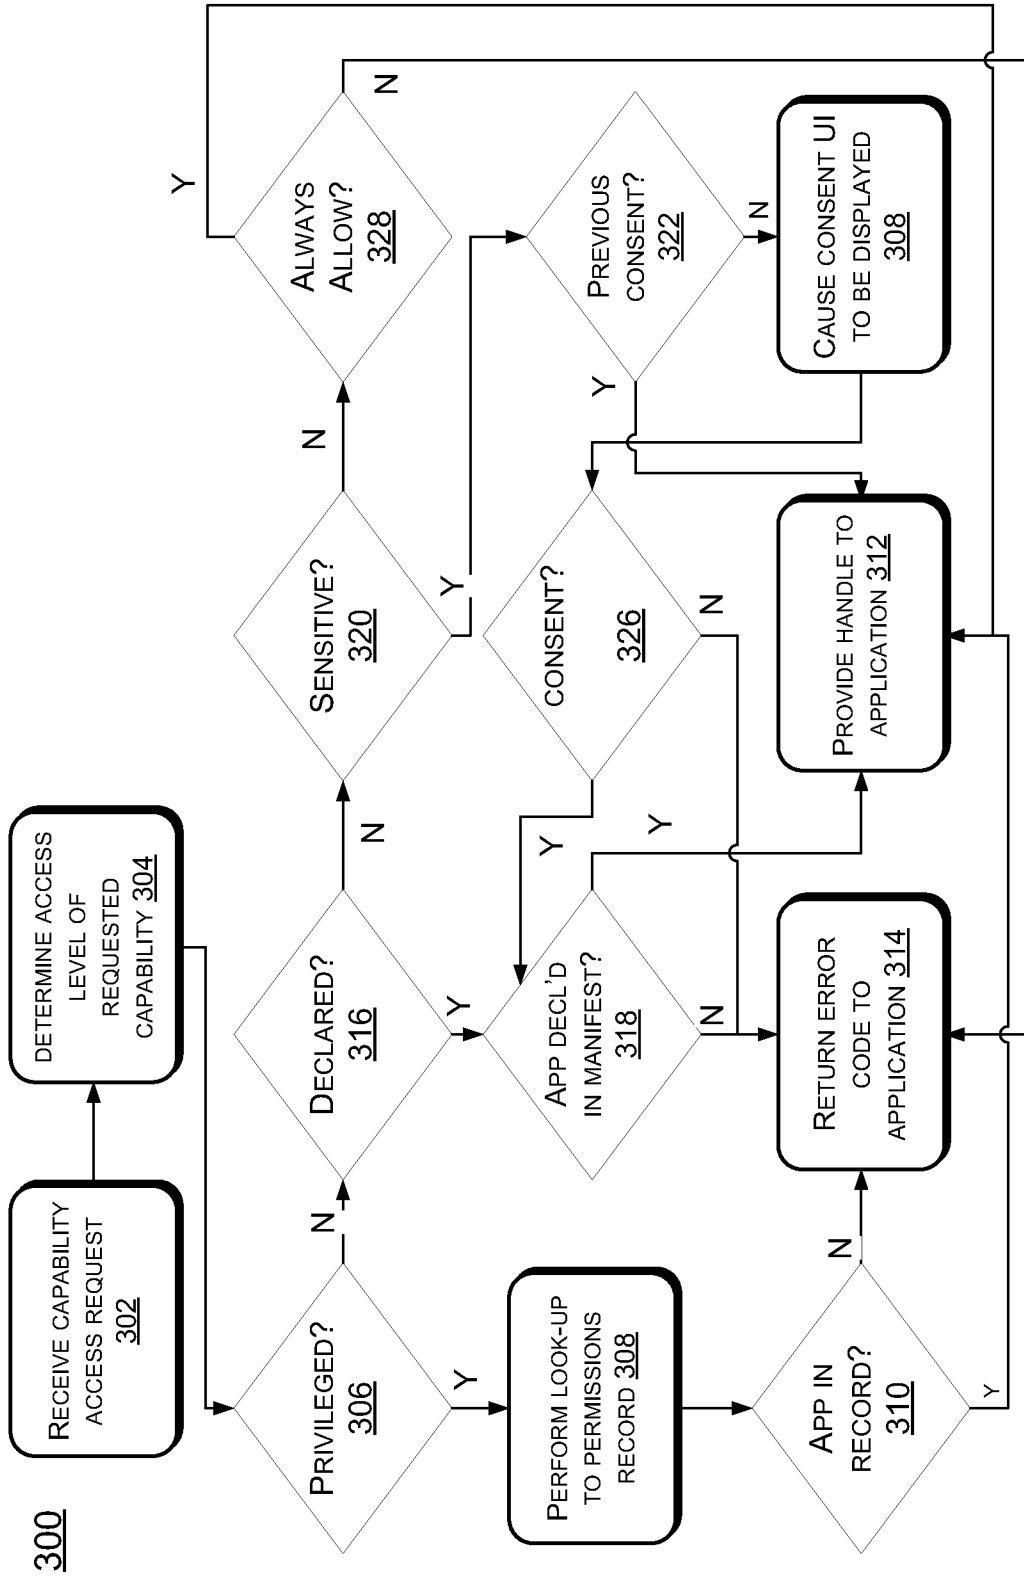 300
RECEIVE CAPABILITY
ACCESS REQUEST
302
DETERMINE ACCESS
LEVEL OF
REQUESTED
CAPABILITY 304
PRIVILEGED?
306
N
DECLARED?
316
N
SENSITIVE?
320
N
ALWAYS
ALLOW?
328
Y
N
Y
Y
Y
PERFORM LOOK-UP
TO PERMISSIONS
RECORD 308
APP DECL'D
IN MANIFEST?
318
Y
N
Y
CONSENT?
326
N
Y
PREVIOUS
CONSENT?
322
N
APP IN
RECORD?
310
N
Y
RETURN ERROR
CODE TO
APPLICATION 314
PROVIDE HANDLE TO
APPLICATION 312
CAUSE CONSENT UI
TO BE DISPLAYED
308